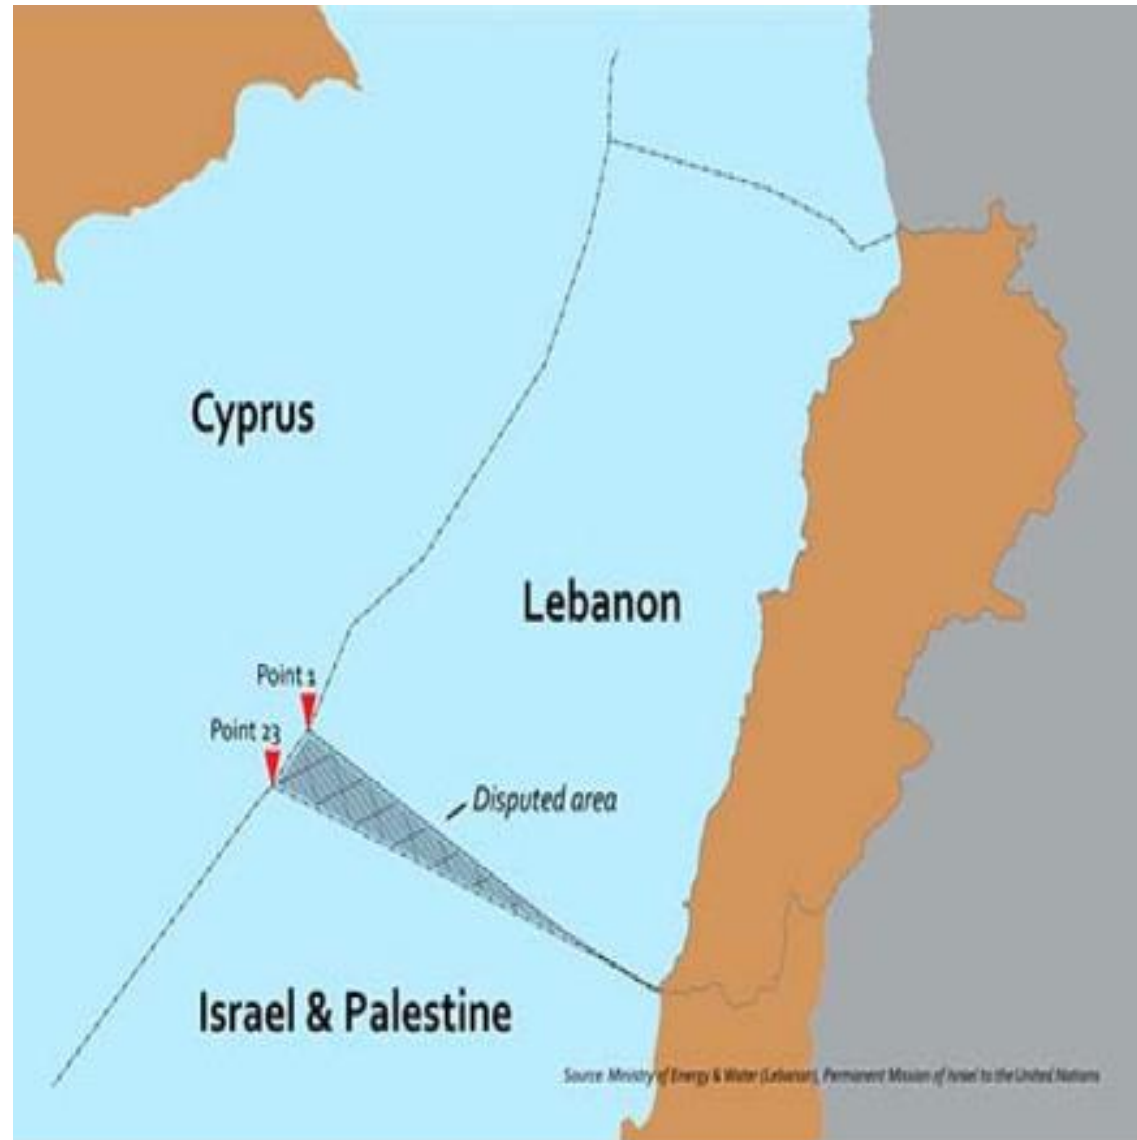 Cyprus
Lebanon
Point 1
Point 23
Disputed area
Israel & Palestine
Source: Ministry of Energy & Water (Lebanon), Permanent Mission of Israel to the United Nations